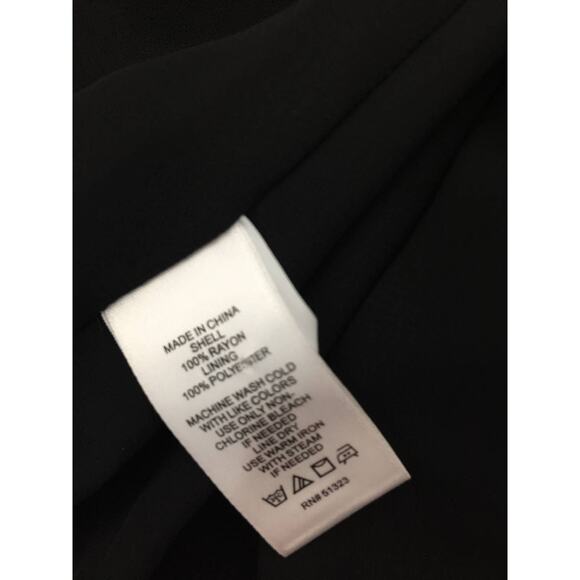 MADE IN CHINA
SHELL
100% RAYON
LINING
100% POLYESTER
MACHINE WASH COLD
WITH LIKE COLORS
USE ONLY NON-
CHLORINE BLEACH
IF NEEDED
LINE DRY
USE WARM IRON
WITH STEAM
IF NEEDED
RN# 51323